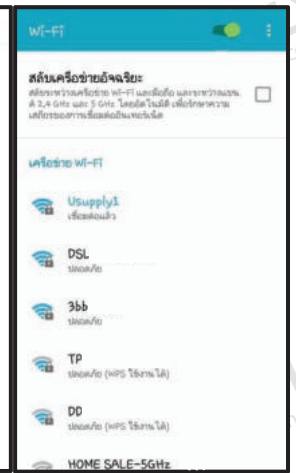 Wi-Fi
สลับเครือข่ายอัจฉริยะ
สลับระหว่างเครือข่าย Wi-Fi และมือถือ และระหว่างแบน
ด์ 2,4 GHz และ 5 GHz โดยอัตโนมัติ เพื่อรักษาความ
เสถียรของการเชื่อมต่ออินเทอร์เน็ต
เครือข่าย Wi-Fi
Usupply1
เชื่อมต่อแล้ว
DSL
ปลอดภัย
3bb
ปลอดภัย
TP
ปลอดภัย (WPS ใช้งานได้)
DD
ปลอดภัย (WPS ใช้งานได้)
HOME SALE-5GHz